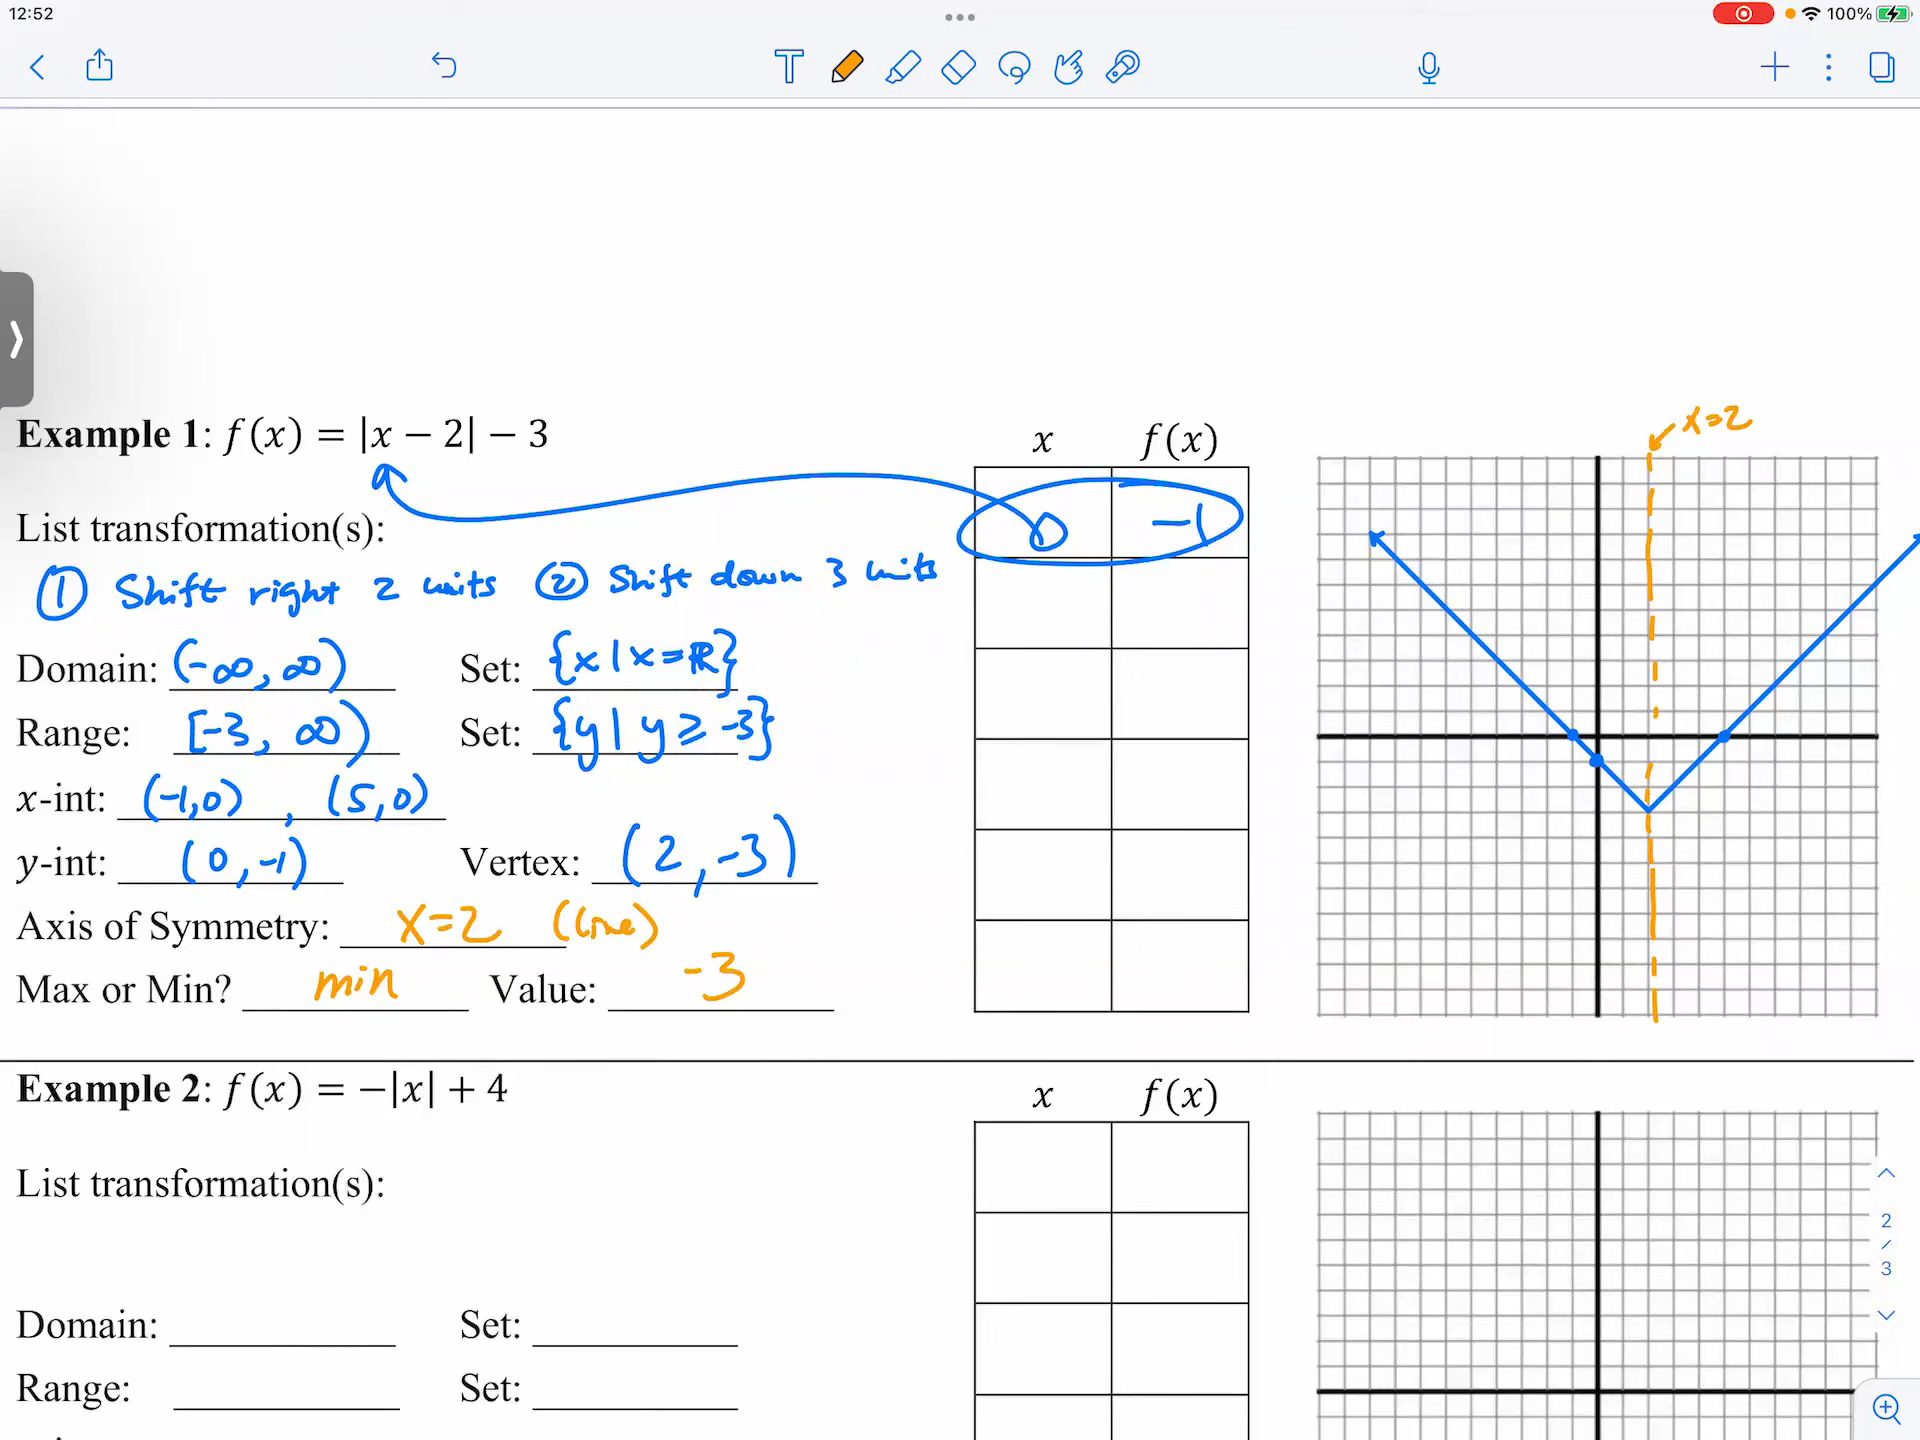 12:52
100%
T
Example 1: f(x) = |x − 2| − 3
x f(x)
x=2
0 −1
List transformation(s):
① Shift right 2 units ② Shift down 3 units
Domain: (-∞, ∞) Set: {x | x = ℝ}
Range: [-3, ∞) Set: {y | y ≥ -3}
x-int: (-1,0) , (5,0)
y-int: (0,-1) Vertex: (2,-3)
Axis of Symmetry: x=2 (line)
Max or Min? min Value: -3
Example 2: f(x) = −|x| + 4
x f(x)
List transformation(s):
2
/
3
Domain: Set:
Range: Set: